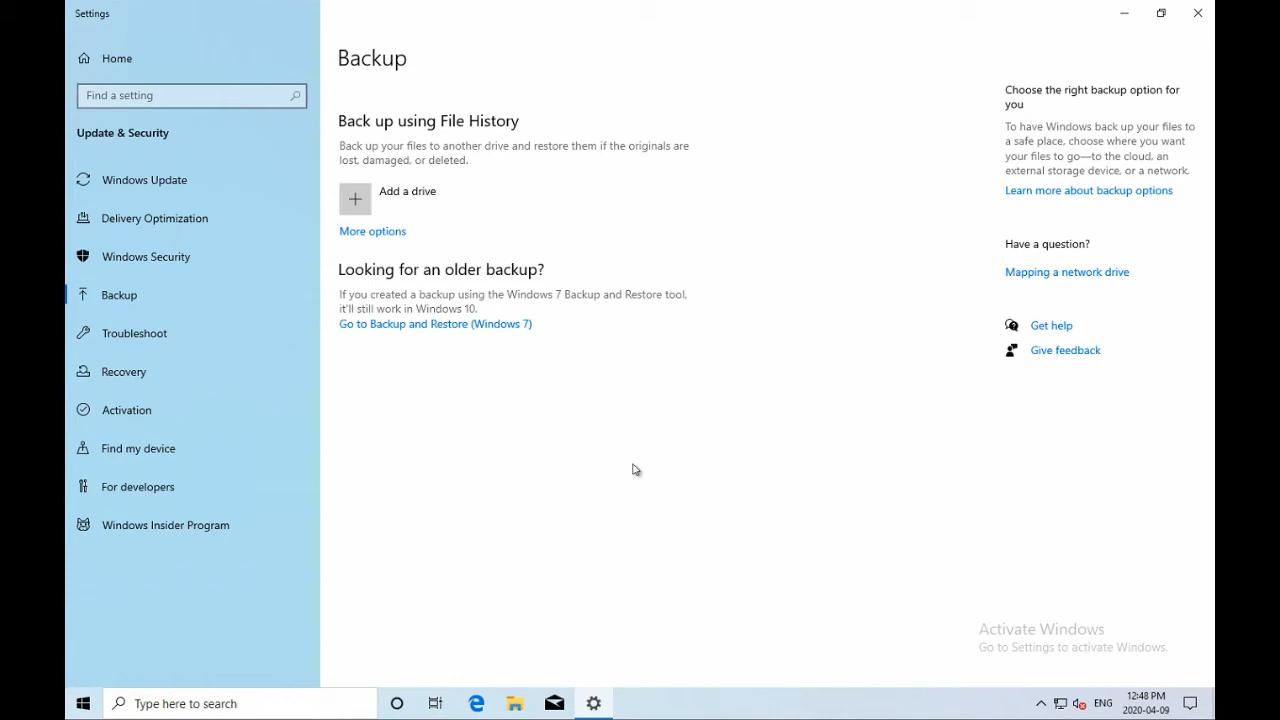 Settings
Home
Find a setting
Update & Security
Windows Update
Delivery Optimization
Windows Security
Backup
Troubleshoot
Recovery
Activation
Find my device
For developers
Windows Insider Program
Backup
Back up using File History
Back up your files to another drive and restore them if the originals are
lost, damaged, or deleted.
Add a drive
More options
Looking for an older backup?
If you created a backup using the Windows 7 Backup and Restore tool,
it'll still work in Windows 10.
Go to Backup and Restore (Windows 7)
Choose the right backup option for
you
To have Windows back up your files to
a safe place, choose where you want
your files to go—to the cloud, an
external storage device, or a network.
Learn more about backup options
Have a question?
Mapping a network drive
Get help
Give feedback
Activate Windows
Go to Settings to activate Windows.
Type here to search
ENG
12:48 PM
2020-04-09